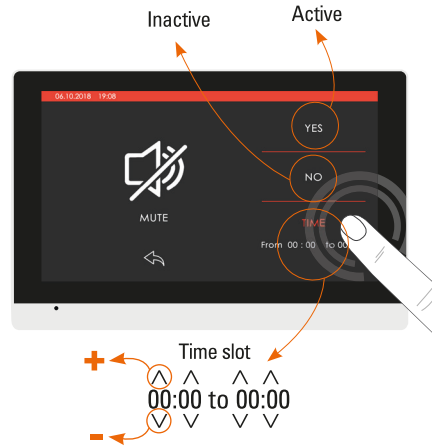 Inactive
Active
06.10.2018 19:08
YES
NO
MUTE
TIME
From 00 : 00 to 00
Time slot
+
00:00 to 00:00
-